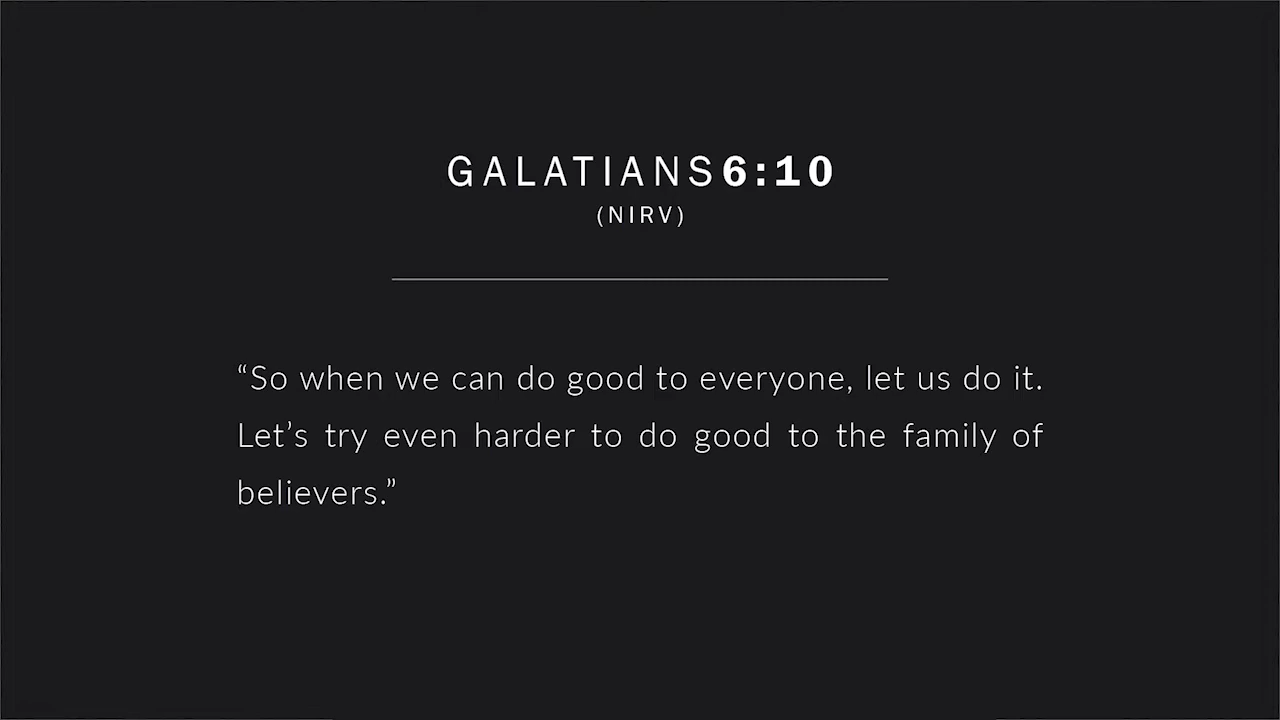 GALATIANS6:10
(NIRV)
“So when we can do good to everyone, let us do it.
Let’s try even harder to do good to the family of
believers.”